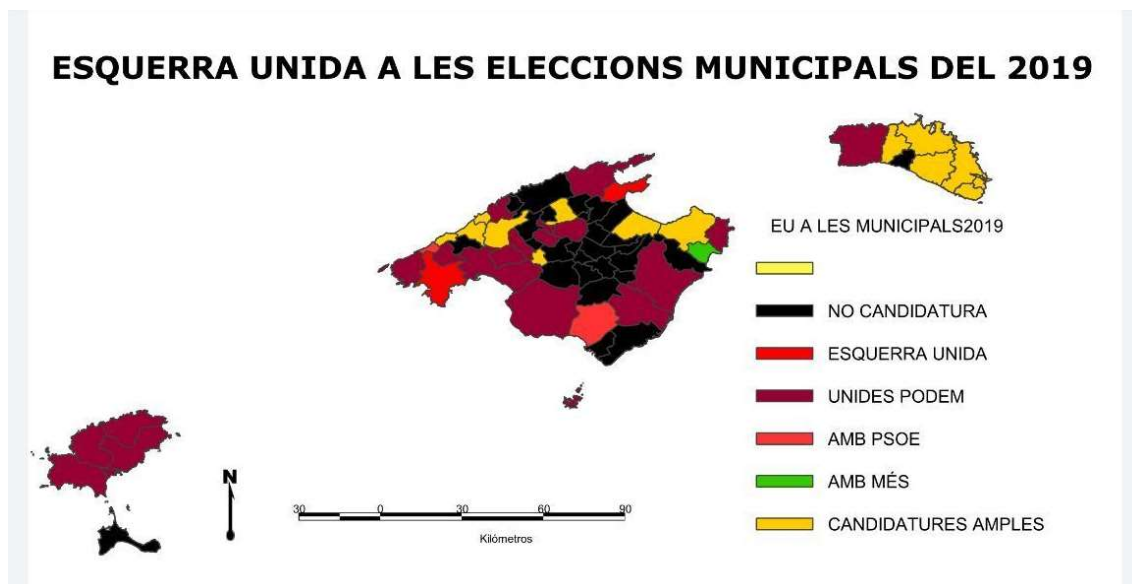 ESQUERRA UNIDA A LES ELECCIONS MUNICIPALS DEL 2019
EU A LES MUNICIPALS2019
NO CANDIDATURA
ESQUERRA UNIDA
UNIDES PODEM
AMB PSOE
AMB MÉS
CANDIDATURES AMPLES
N
30 0 30 60 90
Kilómetros